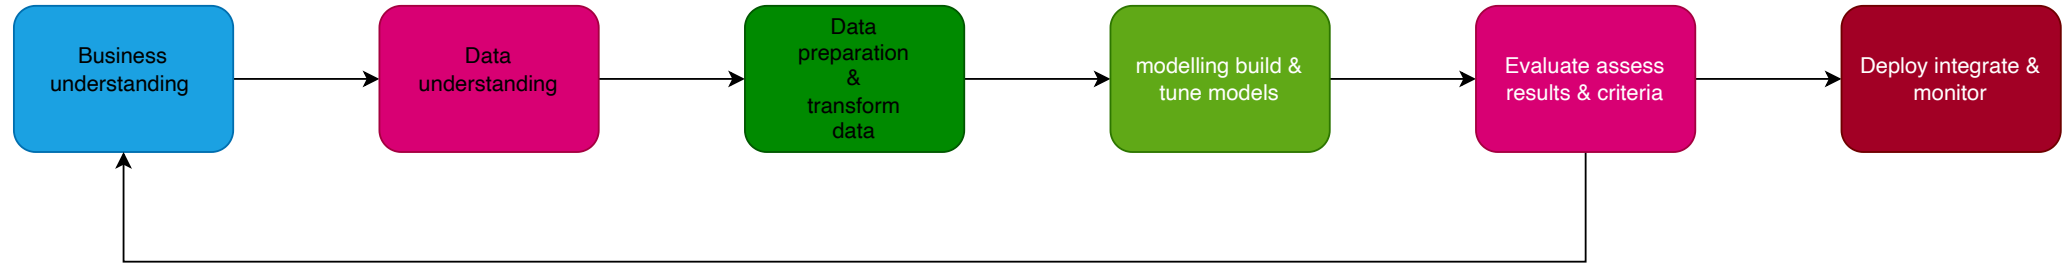 Business
understanding
Data
understanding
Data
preparation
&
transform
data
modelling build &
tune models
Evaluate assess
results & criteria
Deploy integrate &
monitor